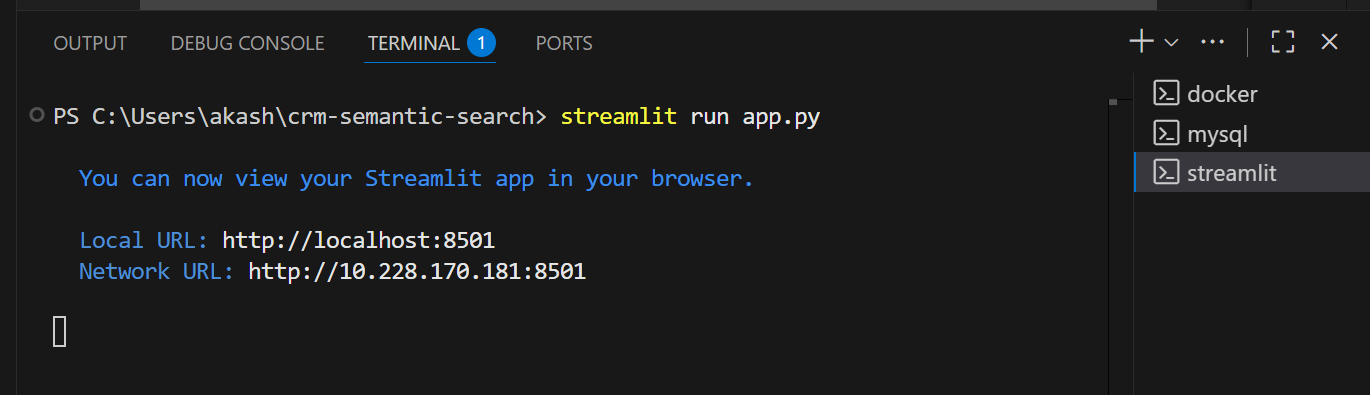 OUTPUT DEBUG CONSOLE TERMINAL 1 PORTS
PS C:\Users\akash\crm-semantic-search> streamlit run app.py
You can now view your Streamlit app in your browser.
Local URL: http://localhost:8501
Network URL: http://10.228.170.181:8501
docker
mysql
streamlit